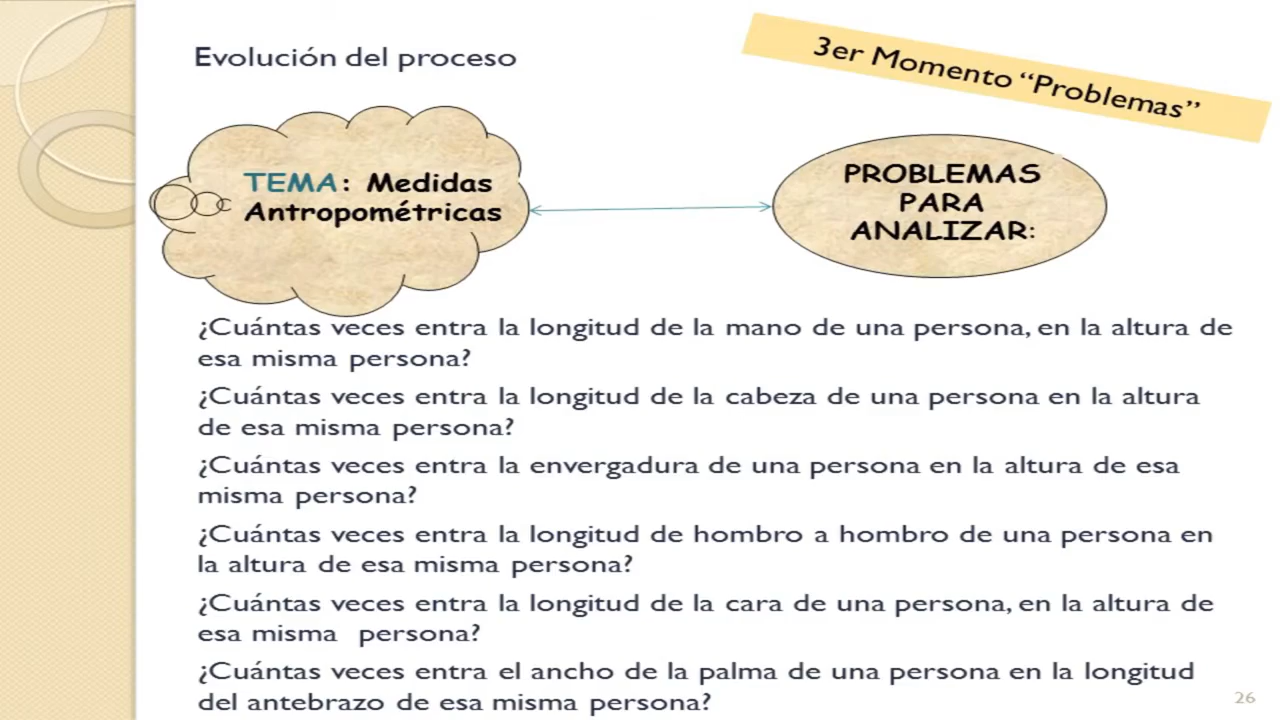 Evolución del proceso
3er Momento “Problemas”
TEMA: Medidas
Antropométricas
PROBLEMAS
PARA
ANALIZAR:
¿Cuántas veces entra la longitud de la mano de una persona, en la altura de
esa misma persona?
¿Cuántas veces entra la longitud de la cabeza de una persona en la altura
de esa misma persona?
¿Cuántas veces entra la envergadura de una persona en la altura de esa
misma persona?
¿Cuántas veces entra la longitud de hombro a hombro de una persona en
la altura de esa misma persona?
¿Cuántas veces entra la longitud de la cara de una persona, en la altura de
esa misma persona?
¿Cuántas veces entra el ancho de la palma de una persona en la longitud
del antebrazo de esa misma persona?
26